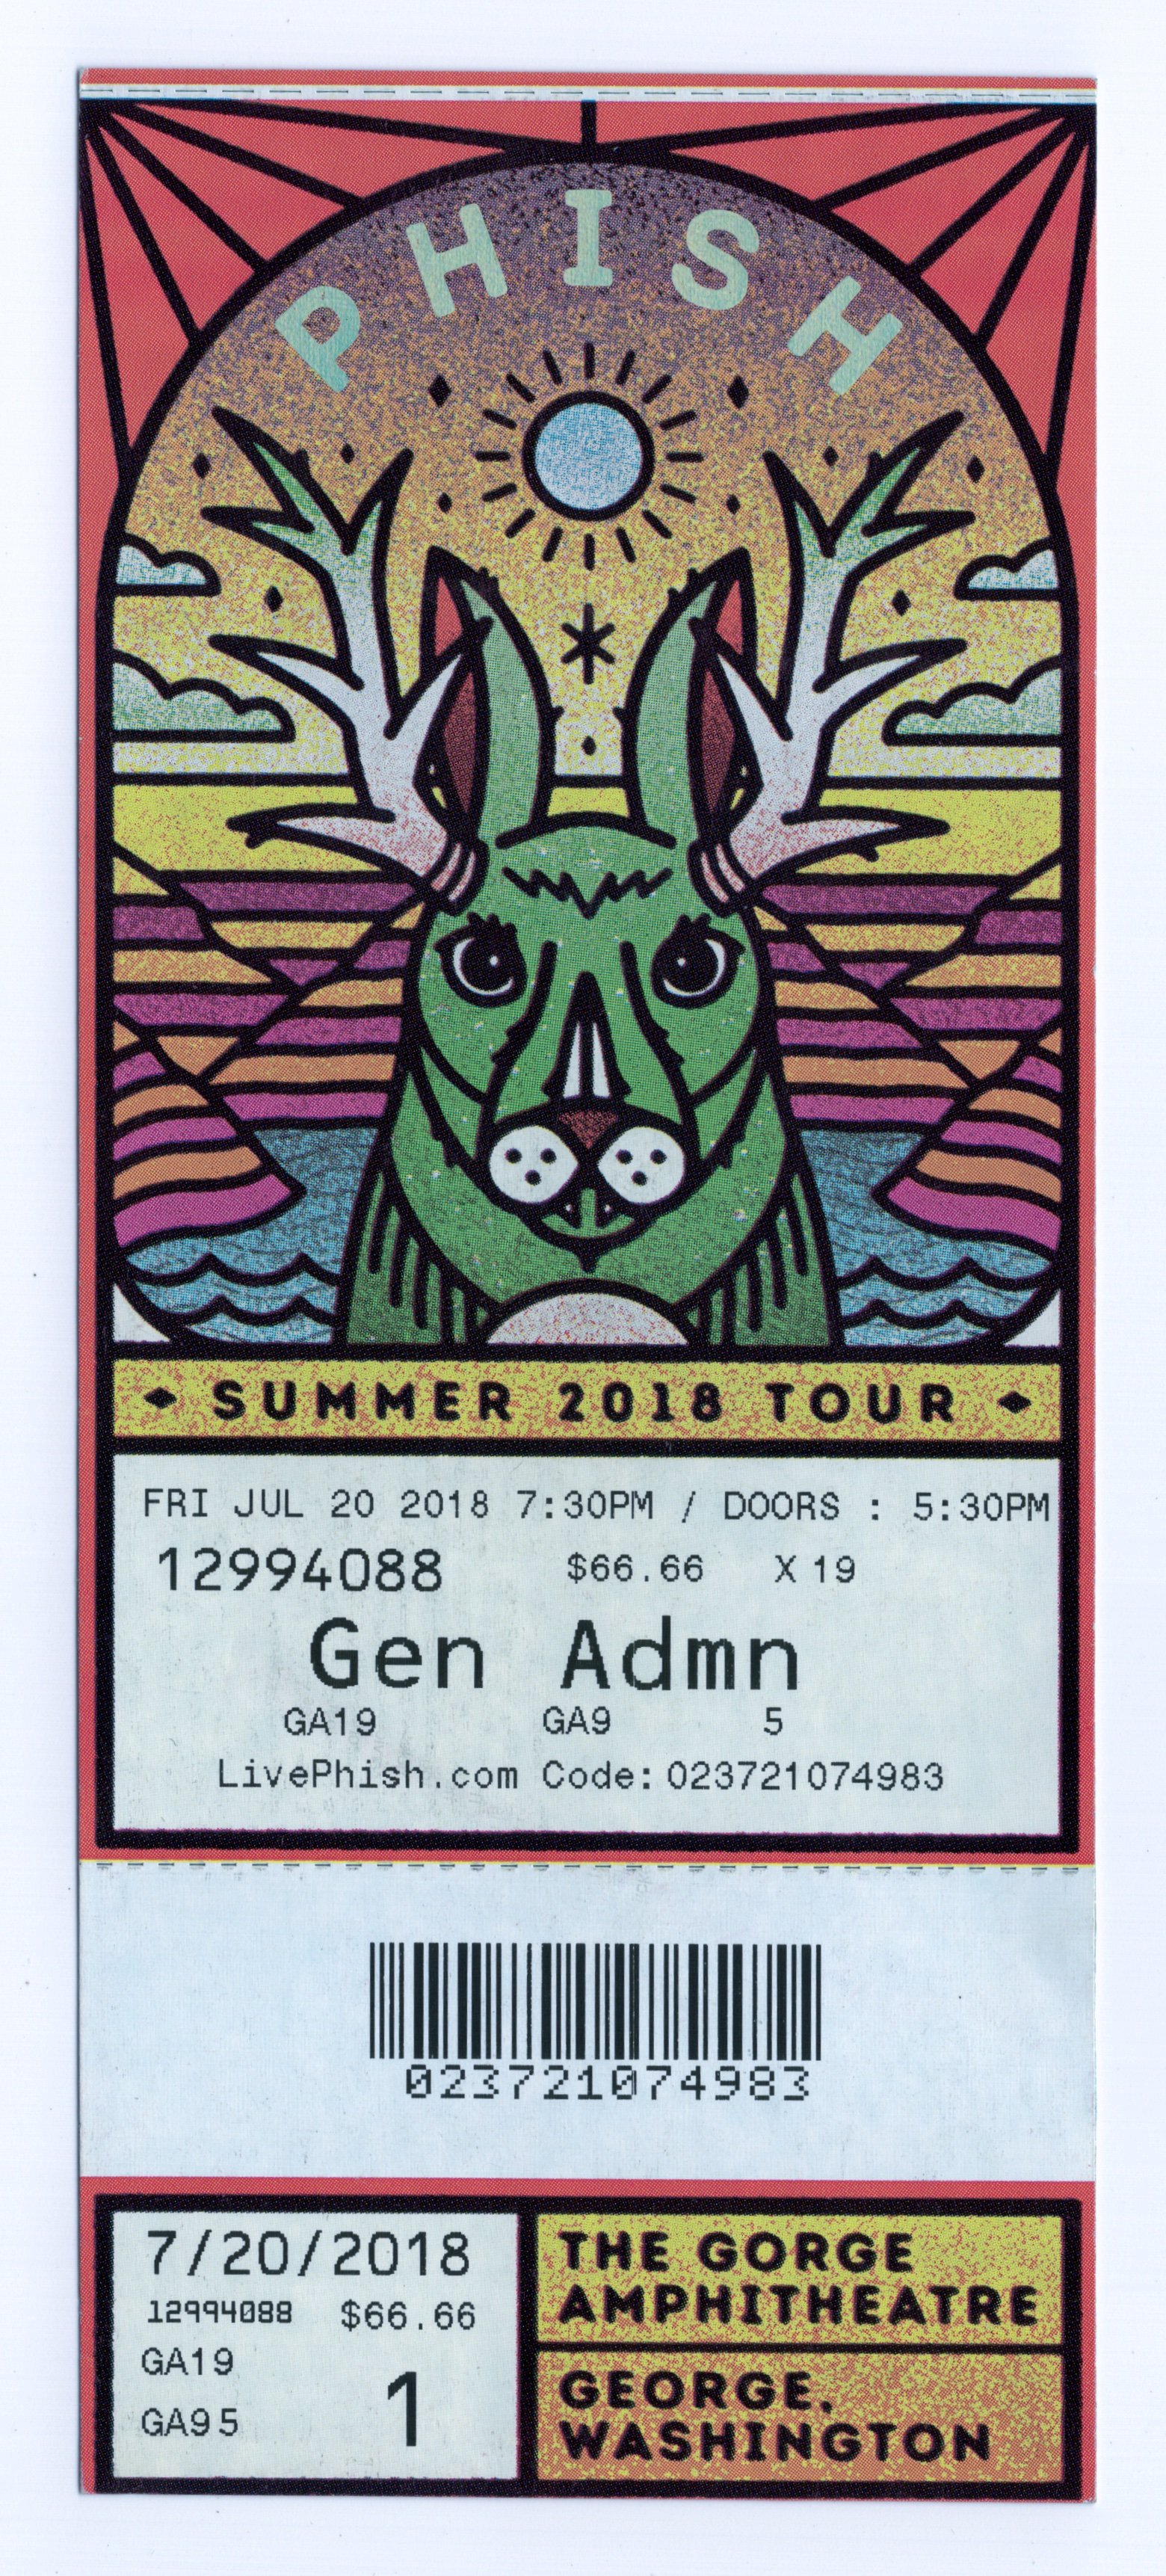 PHISH
SUMMER 2018 TOUR
FRI JUL 20 2018 7:30PM / DOORS : 5:30PM
12994088 $66.66 X 19
Gen Admn
GA19 GA9 5
LivePhish.com Code: 023721074983
023721074983
7/20/2018
12994088 $66.66
GA19
GA95 1
THE GORGE
AMPHITHEATRE
GEORGE,
WASHINGTON